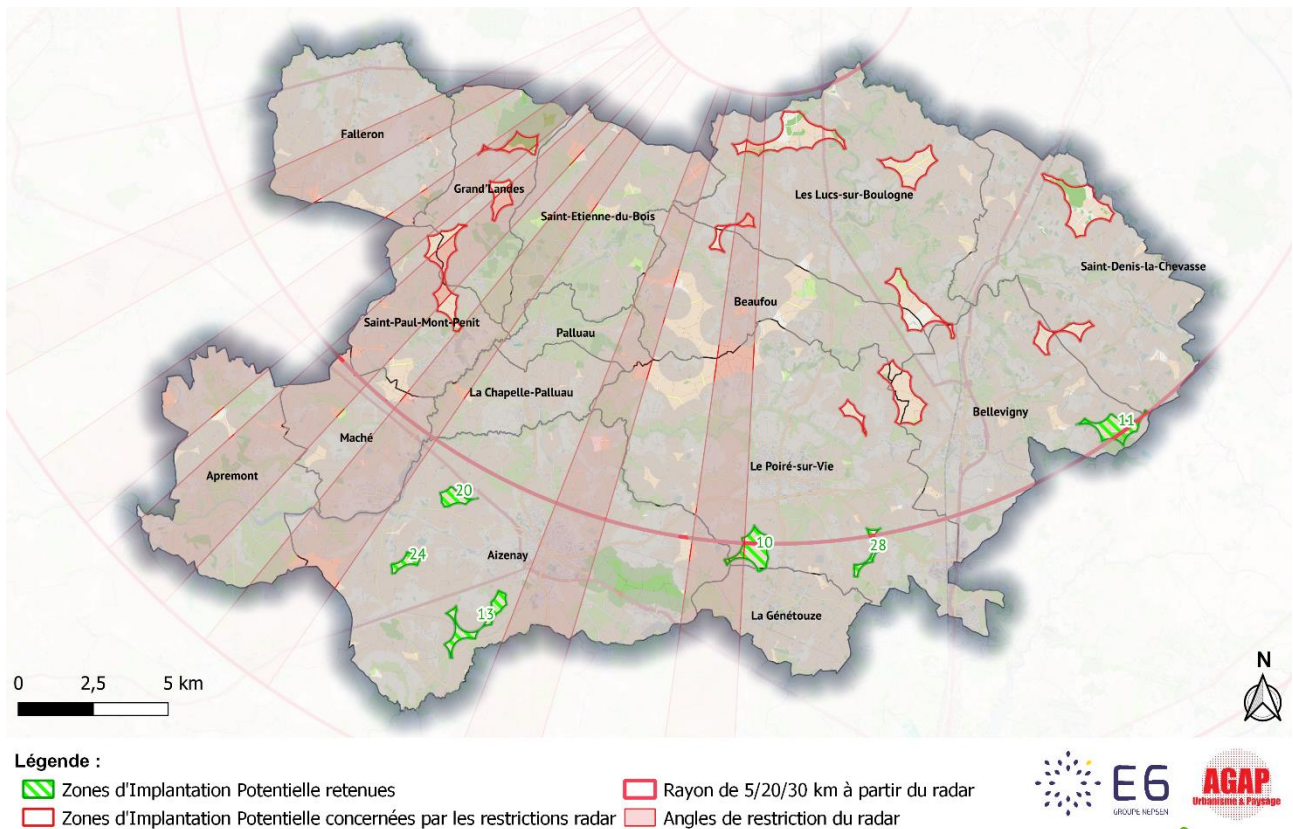 Falleron
Grand'Landes
Les Lucs-sur-Boulogne
Saint-Etienne-du-Bois
Saint-Denis-la-Chevasse
Beaufou
Saint-Paul-Mont-Penit
Palluau
La Chapelle-Palluau
Bellevigny
11
Maché
Le Poiré-sur-Vie
Apremont
20
10
28
24
Aizenay
13
La Génétouze
N
0 2,5 5 km
Légende :
Zones d'Implantation Potentielle retenues
Rayon de 5/20/30 km à partir du radar
Zones d'Implantation Potentielle concernées par les restrictions radar
Angles de restriction du radar
E6
GROUPE NEPSEN
AGAP
Urbanisme & Paysage